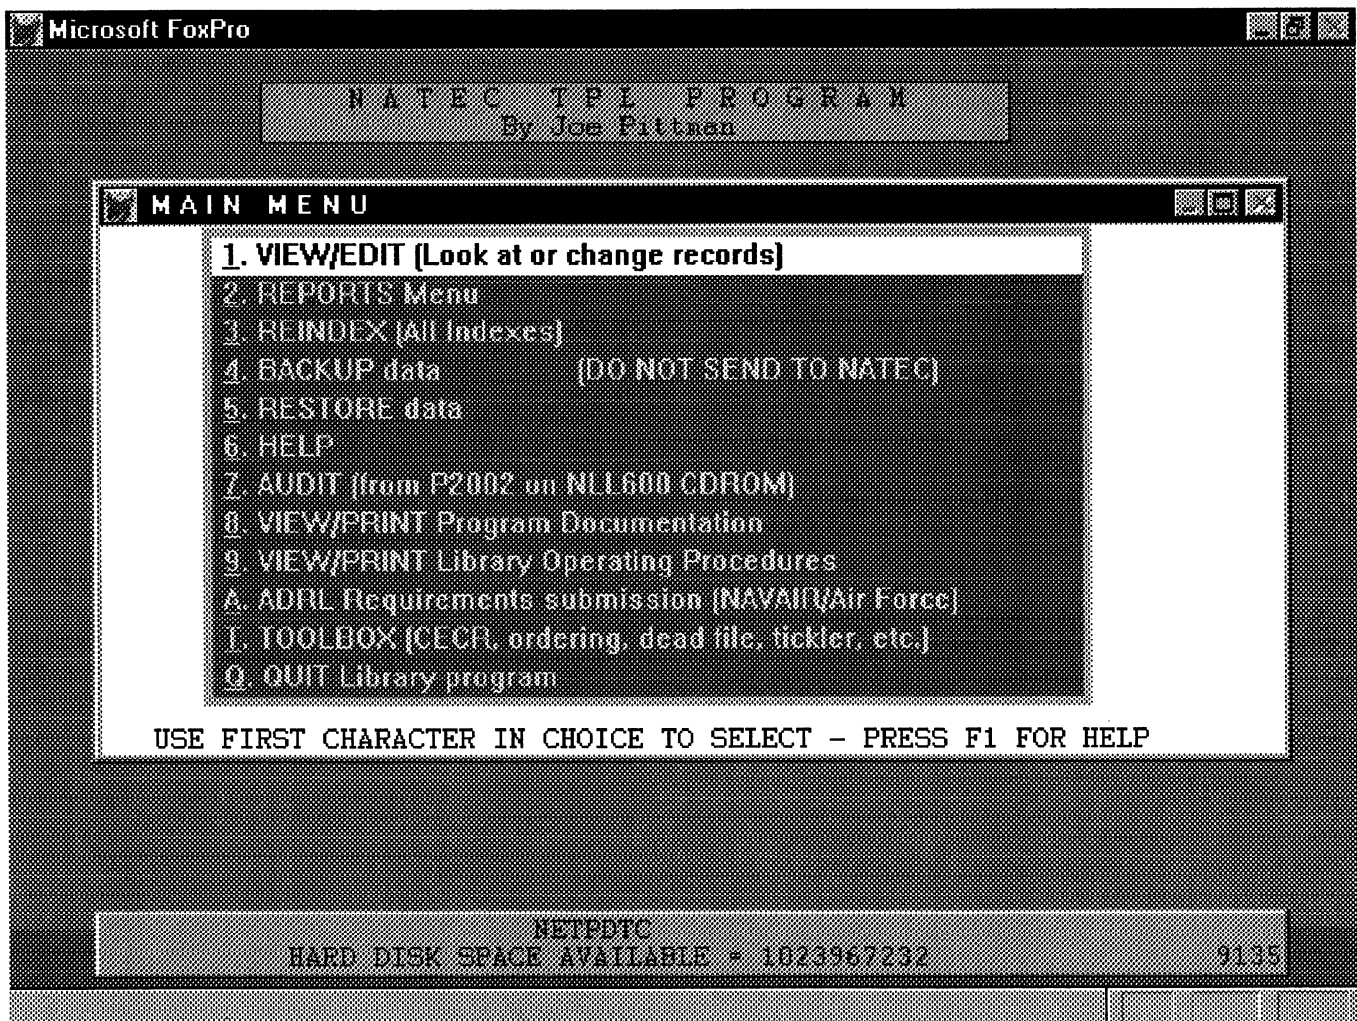 Microsoft FoxPro
N A T E C T P L P R O G R A M
By Joe Pittman
MAIN MENU
1. VIEW/EDIT (Look at or change records)
2. REPORTS Menu
3. REINDEX (All Indexes)
4. BACKUP data (DO NOT SEND TO NATEC)
5. RESTORE data
6. HELP
7. AUDIT (from P2002 on NLL600 CDROM)
8. VIEW/PRINT Program Documentation
9. VIEW/PRINT Library Operating Procedures
A. ADRL Requirements submission (NAVAIR/Air Force)
T. TOOLBOX (CECR, ordering, dead file, tickler, etc.)
Q. QUIT Library program
USE FIRST CHARACTER IN CHOICE TO SELECT – PRESS F1 FOR HELP
NETPDTC
HARD DISK SPACE AVAILABLE = 1023967232 9135